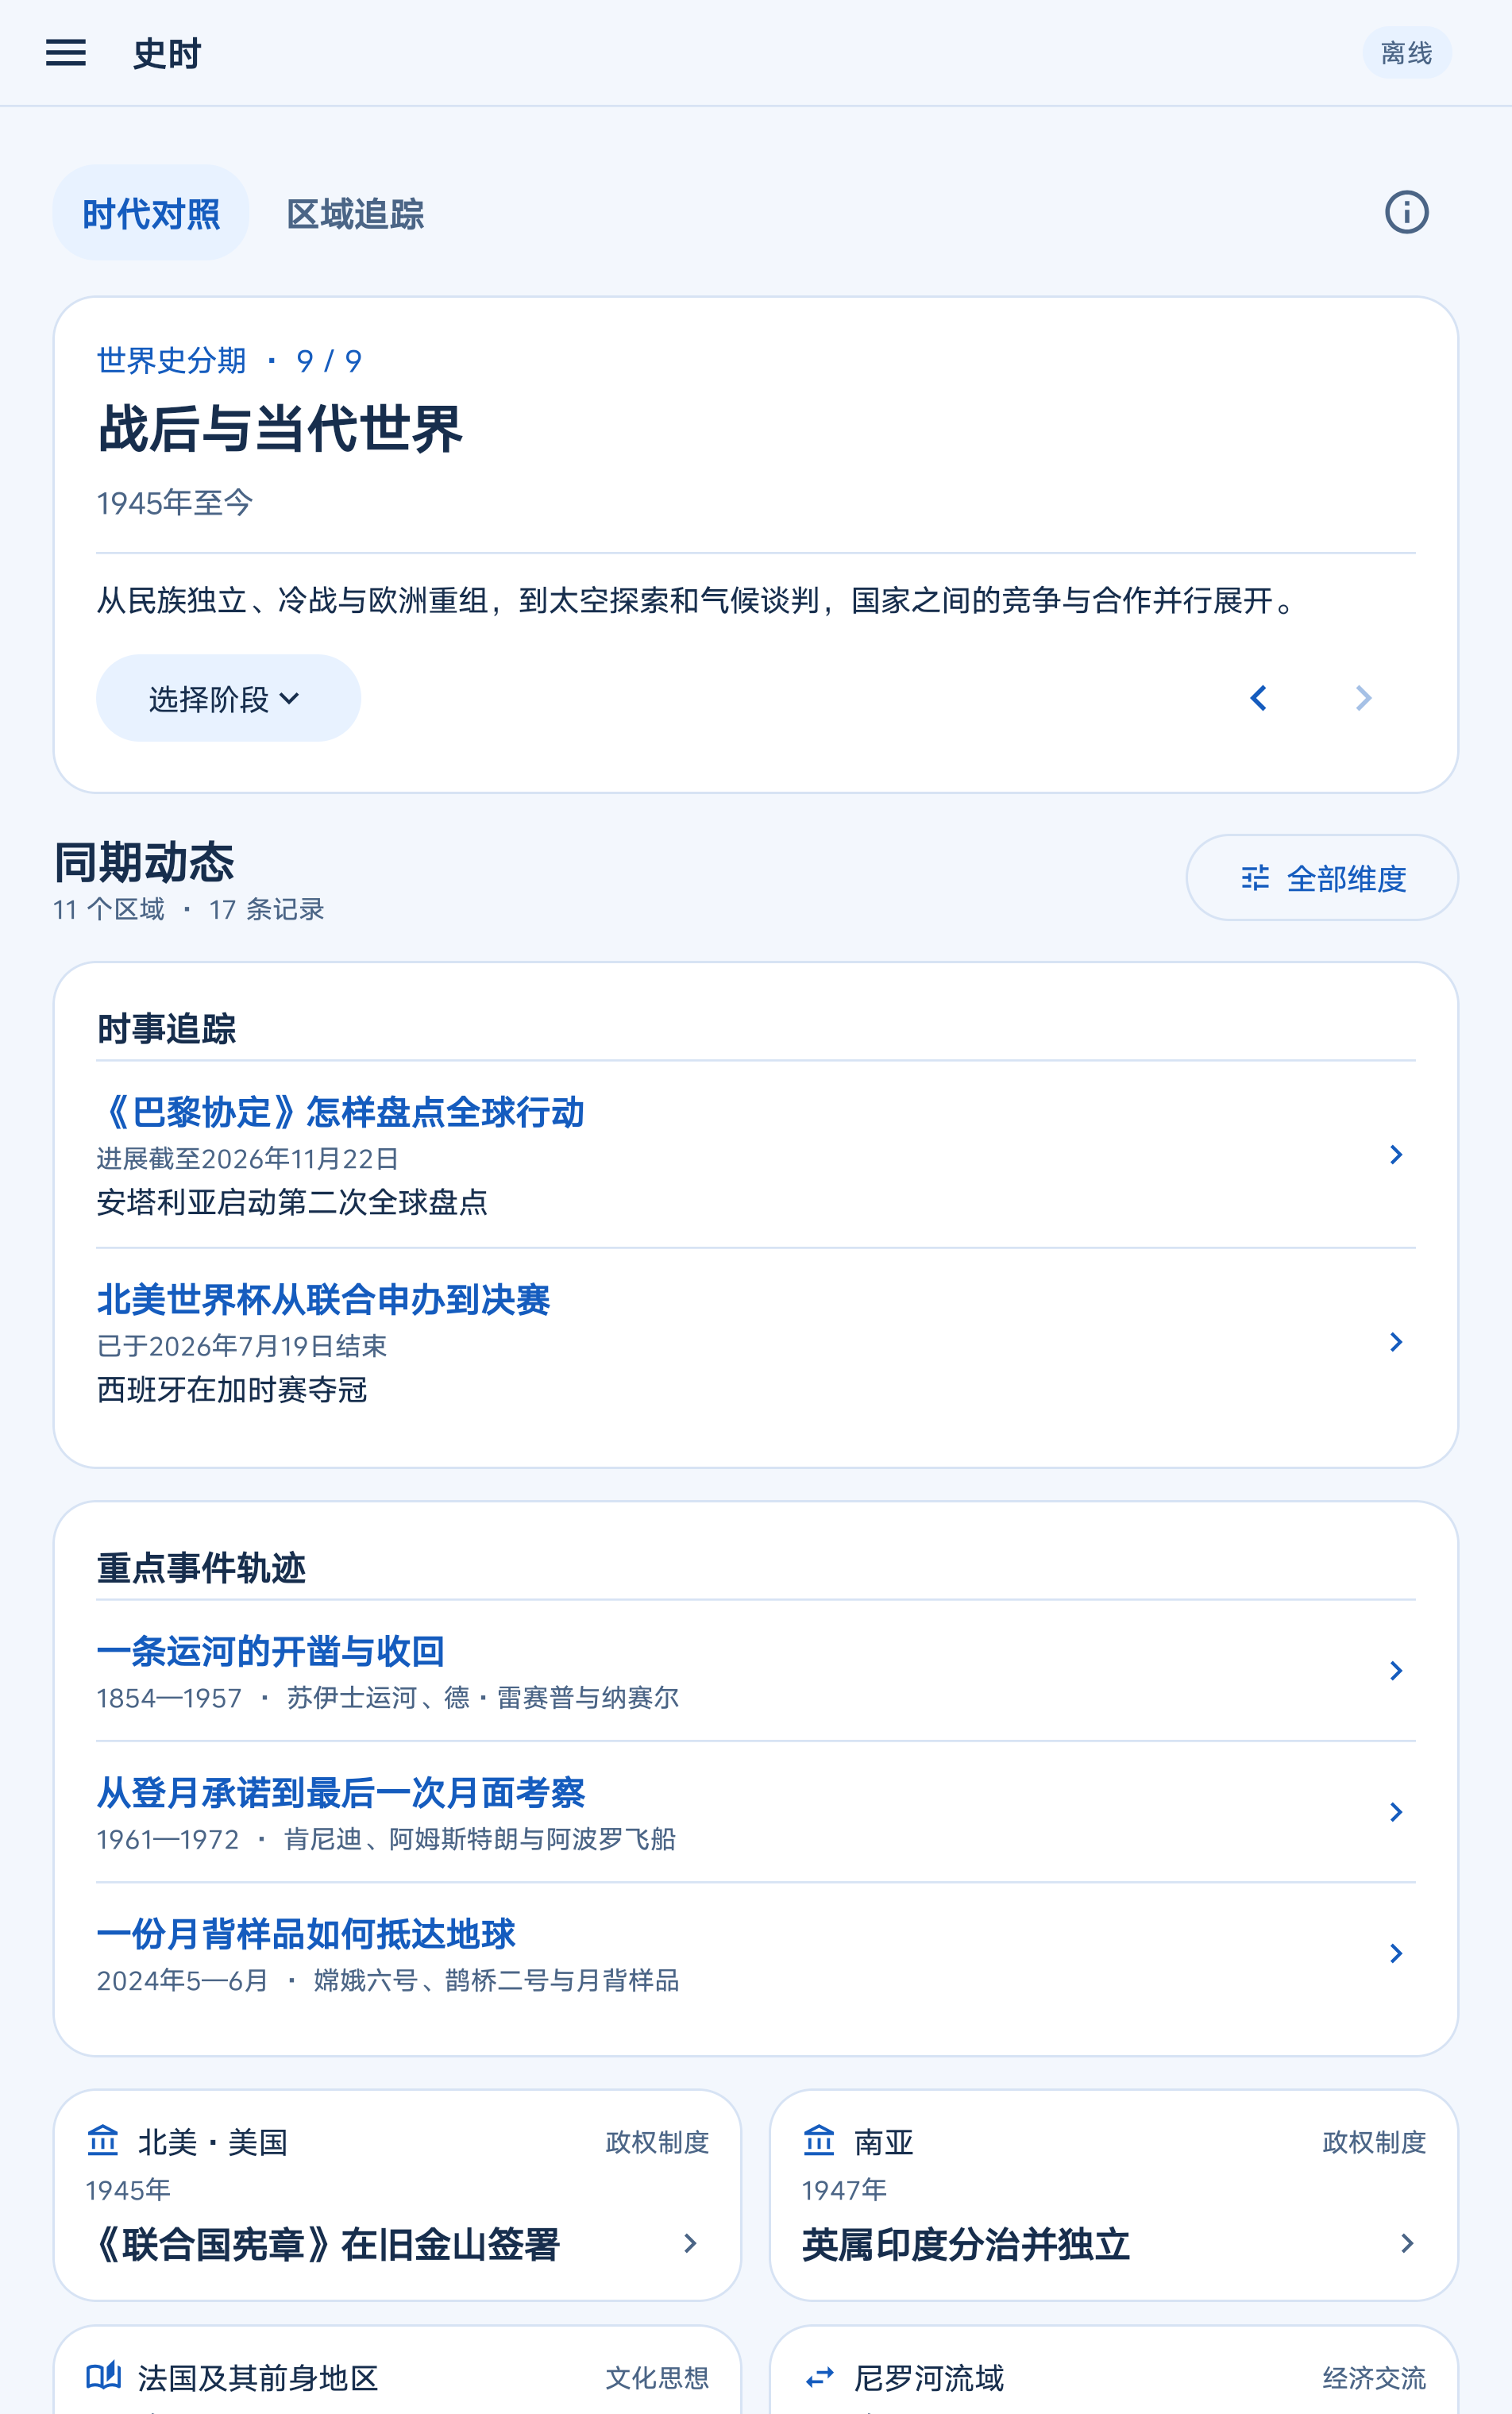 史时
离线
时代对照
区域追踪
世界史分期 · 9 / 9
战后与当代世界
1945年至今
从民族独立、冷战与欧洲重组，到太空探索和气候谈判，国家之间的竞争与合作并行展开。
选择阶段
同期动态
11 个区域 · 17 条记录
全部维度
时事追踪
《巴黎协定》怎样盘点全球行动
进展截至2026年11月22日
安塔利亚启动第二次全球盘点
北美世界杯从联合申办到决赛
已于2026年7月19日结束
西班牙在加时赛夺冠
重点事件轨迹
一条运河的开凿与收回
1854—1957 · 苏伊士运河、德·雷赛普与纳赛尔
从登月承诺到最后一次月面考察
1961—1972 · 肯尼迪、阿姆斯特朗与阿波罗飞船
一份月背样品如何抵达地球
2024年5—6月 · 嫦娥六号、鹊桥二号与月背样品
北美·美国
政权制度
1945年
《联合国宪章》在旧金山签署
南亚
政权制度
1947年
英属印度分治并独立
法国及其前身地区
文化思想
尼罗河流域
经济交流